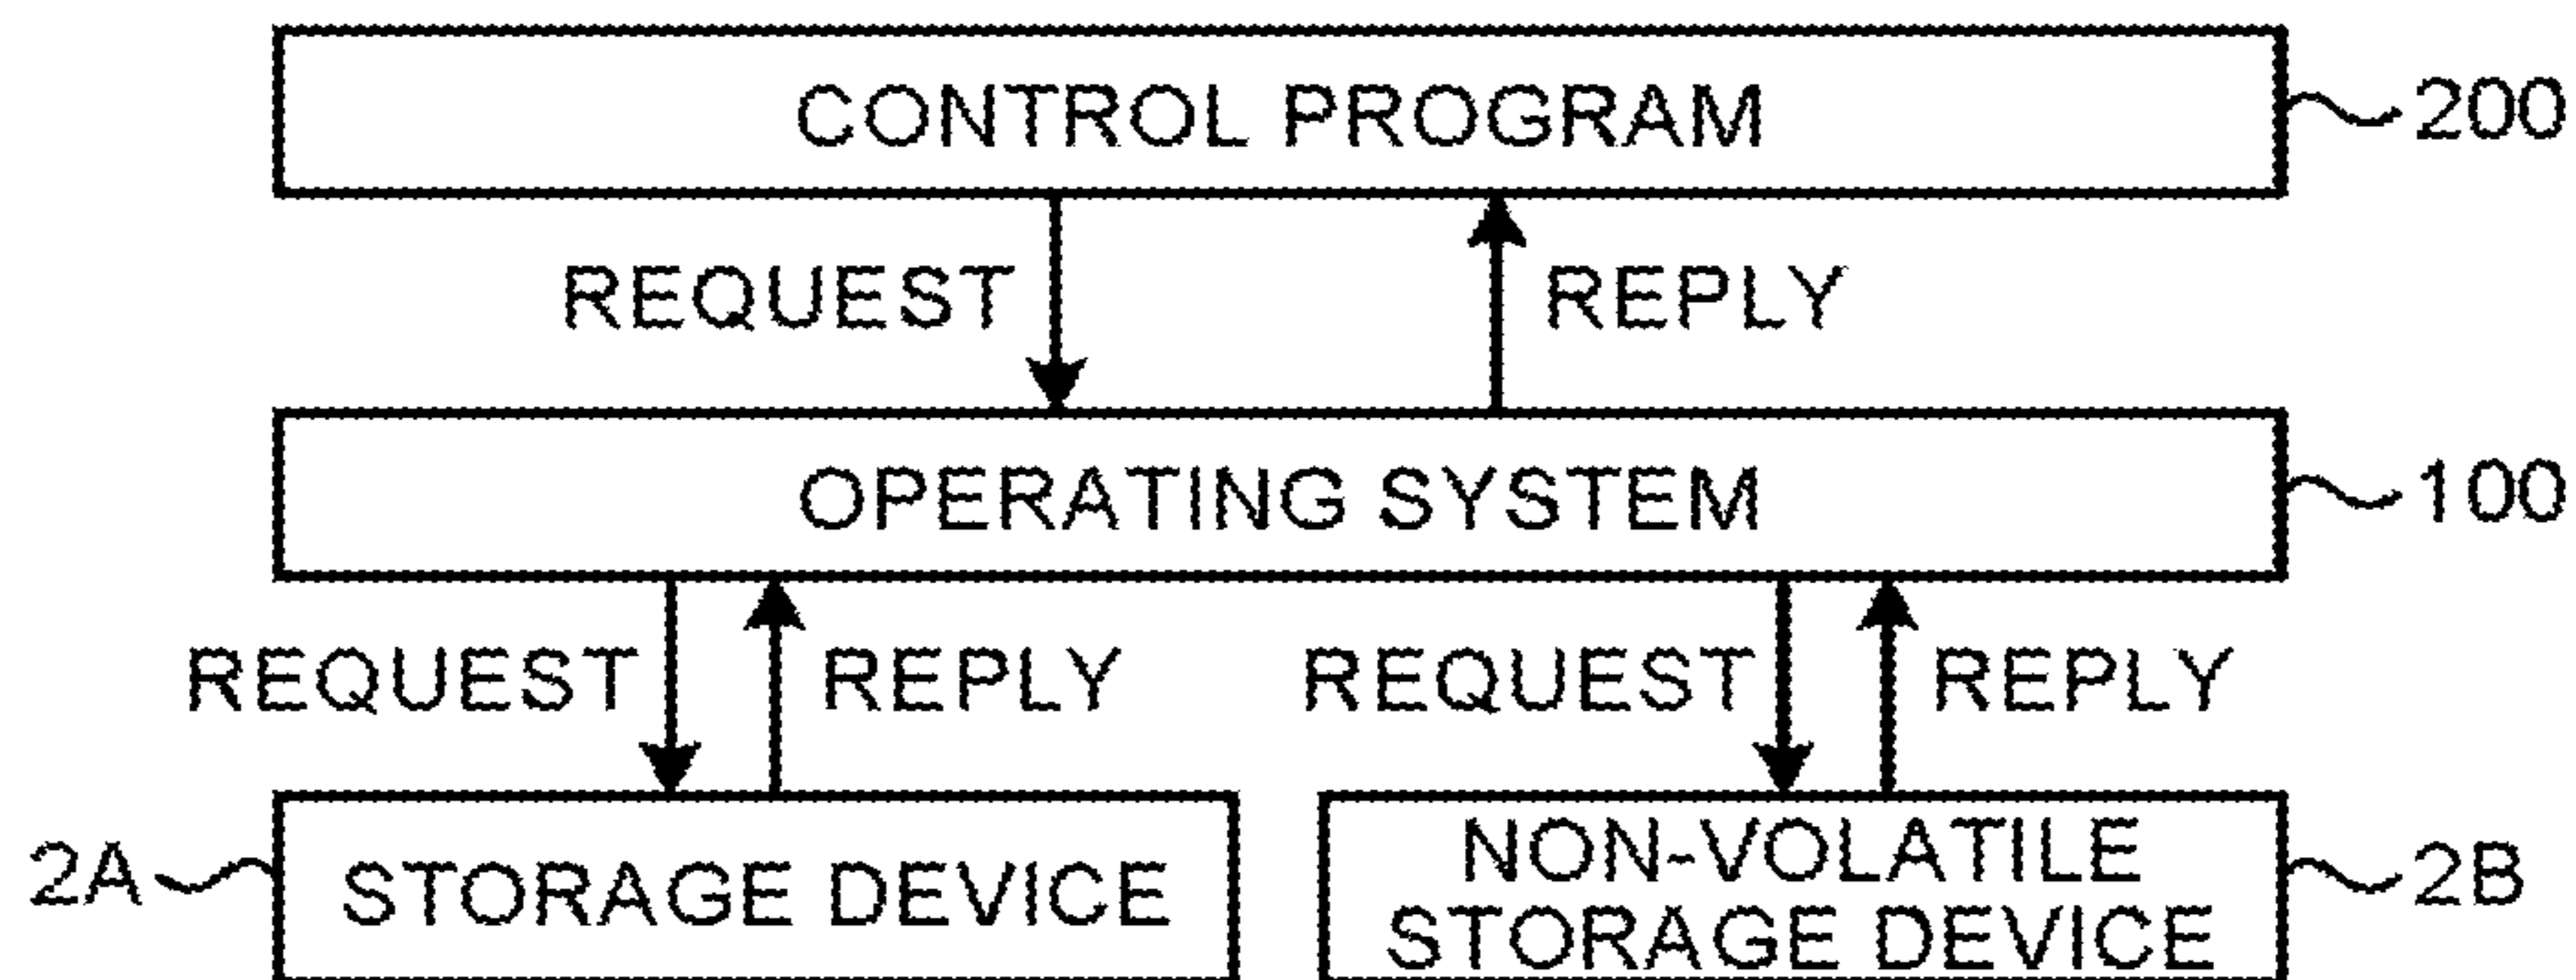 CONTROL PROGRAM 200
REQUEST REPLY
OPERATING SYSTEM 100
REQUEST REPLY REQUEST REPLY
2A STORAGE DEVICE NON-VOLATILE STORAGE DEVICE 2B